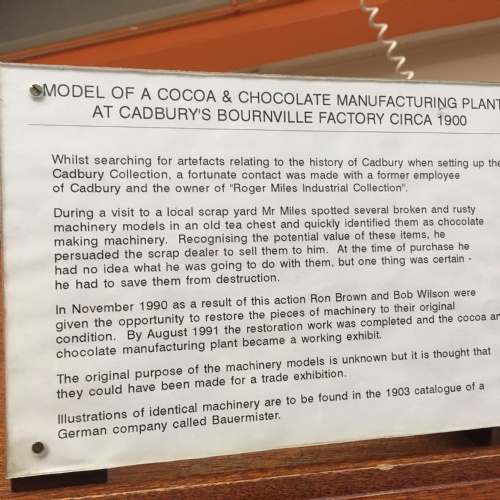 MODEL OF A COCOA & CHOCOLATE MANUFACTURING PLANT
AT CADBURY'S BOURNVILLE FACTORY CIRCA 1900
Whilst searching for artefacts relating to the history of Cadbury when setting up the
Cadbury Collection, a fortunate contact was made with a former employee
of Cadbury and the owner of "Roger Miles Industrial Collection".
During a visit to a local scrap yard Mr Miles spotted several broken and rusty
machinery models in an old tea chest and quickly identified them as chocolate
making machinery. Recognising the potential value of these items, he
persuaded the scrap dealer to sell them to him. At the time of purchase he
had no idea what he was going to do with them, but one thing was certain -
he had to save them from destruction.
In November 1990 as a result of this action Ron Brown and Bob Wilson were
given the opportunity to restore the pieces of machinery to their original
condition. By August 1991 the restoration work was completed and the cocoa an
chocolate manufacturing plant became a working exhibit.
The original purpose of the machinery models is unknown but it is thought that
they could have been made for a trade exhibition.
Illustrations of identical machinery are to be found in the 1903 catalogue of a
German company called Bauermister.